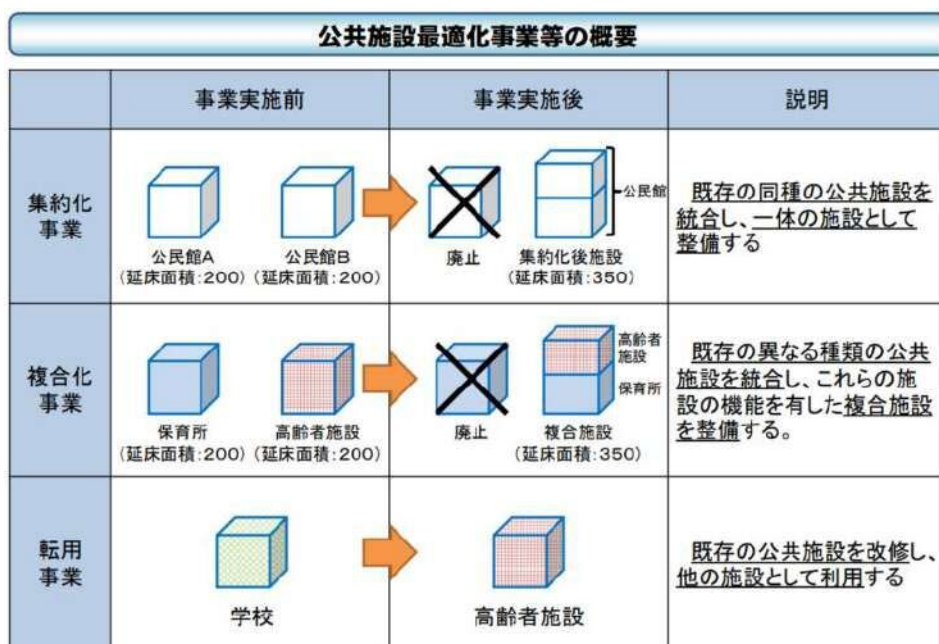 公共施設最適化事業等の概要
事業実施前
事業実施後
説明
集約化
事業
公民館A
(延床面積:200)
公民館B
(延床面積:200)
廃止
公民館
集約化後施設
(延床面積:350)
既存の同種の公共施設を
統合し、一体の施設として
整備する
複合化
事業
保育所
(延床面積:200)
高齢者施設
(延床面積:200)
廃止
高齢者
施設
保育所
複合施設
(延床面積:350)
既存の異なる種類の公共
施設を統合し、これらの施
設の機能を有した複合施設
を整備する。
転用
事業
学校
高齢者施設
既存の公共施設を改修し、
他の施設として利用する